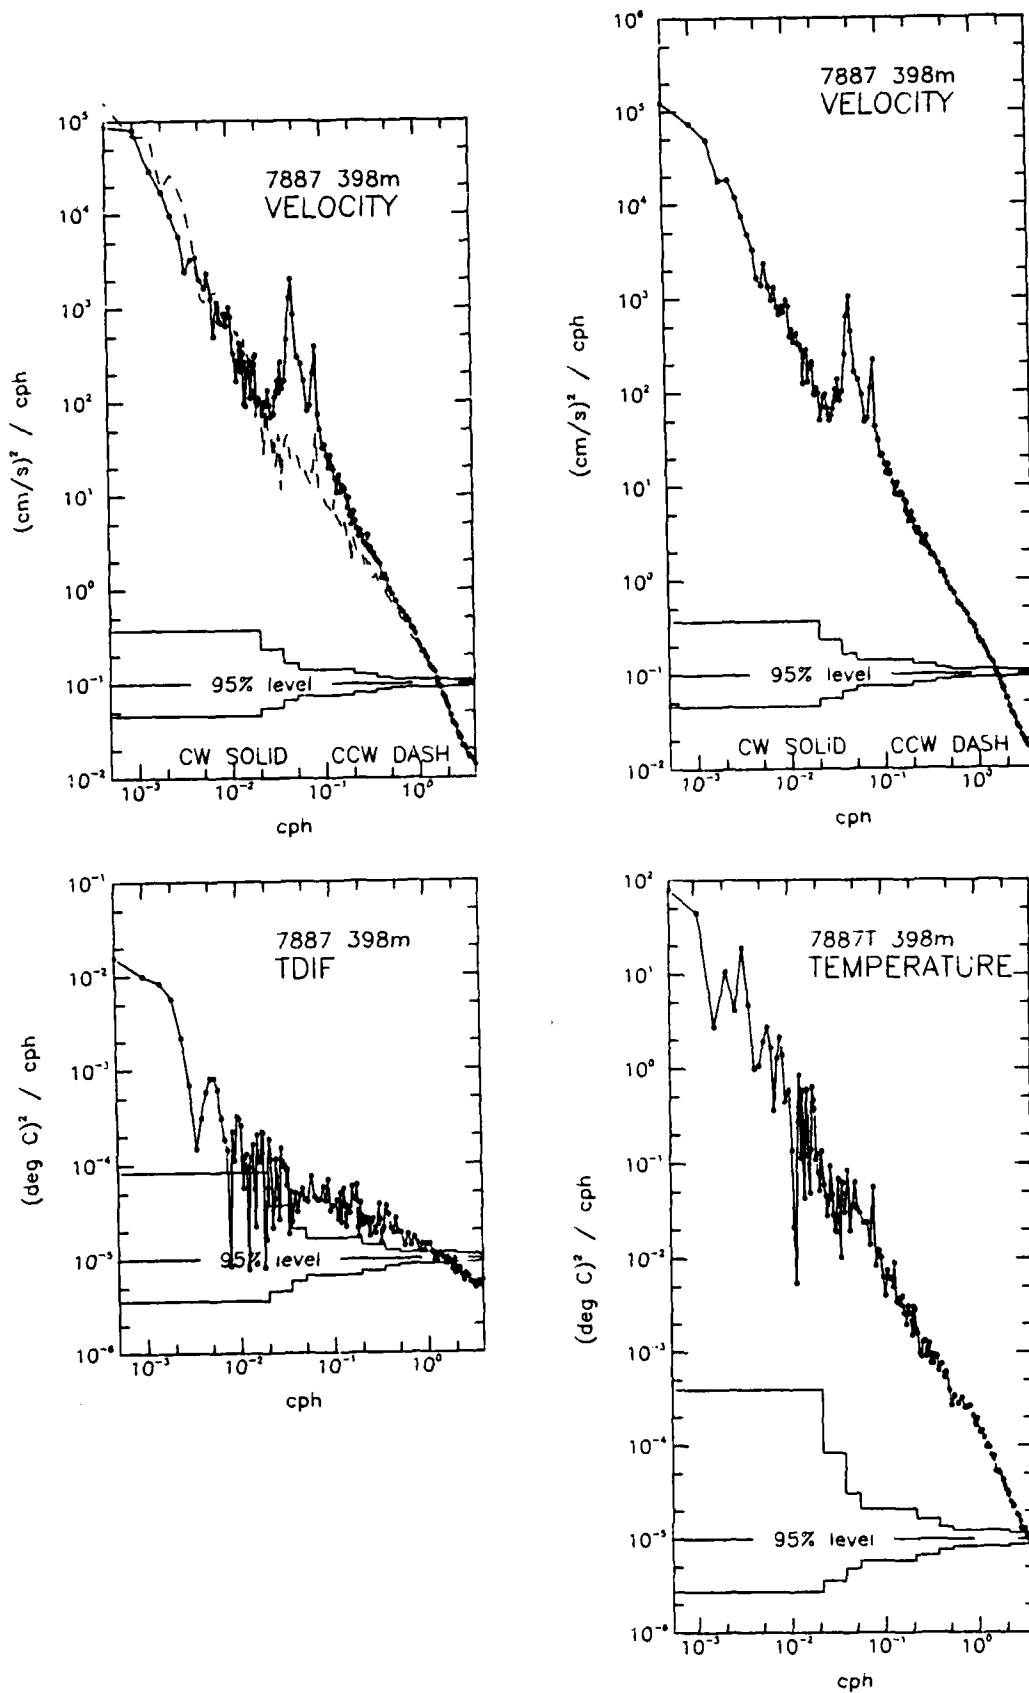 7887 398m
VELOCITY
10⁵
10⁴
10³
10²
10¹
10⁰
10⁻¹
10⁻²
(cm/s)² / cph
95% level
CW SOLID CCW DASH
10⁻³ 10⁻² 10⁻¹ 10⁰
cph
7887 398m
VELOCITY
10⁶
10⁵
10⁴
10³
10²
10¹
10⁰
10⁻¹
10⁻²
(cm/s)² / cph
95% level
CW SOLID CCW DASH
10⁻³ 10⁻² 10⁻¹ 10⁰
cph
7887 398m
TDIF
10⁻¹
10⁻²
10⁻³
10⁻⁴
10⁻⁵
10⁻⁶
(deg C)² / cph
95% level
10⁻³ 10⁻² 10⁻¹ 10⁰
cph
7887T 398m
TEMPERATURE
10²
10¹
10⁰
10⁻¹
10⁻²
10⁻³
10⁻⁴
10⁻⁵
10⁻⁶
(deg C)² / cph
95% level
10⁻³ 10⁻² 10⁻¹ 10⁰
cph